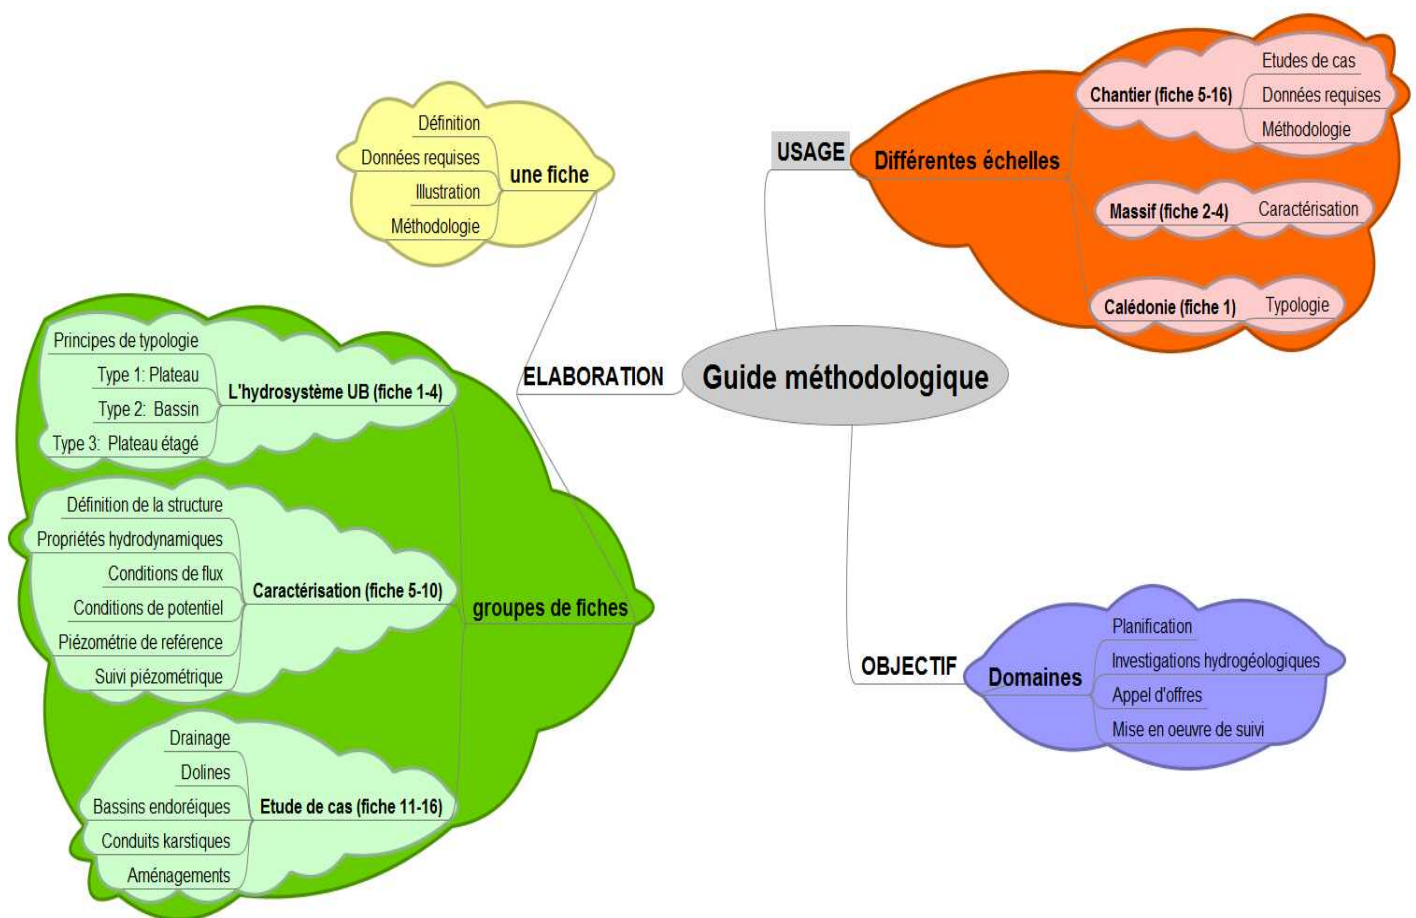 Guide méthodologique
USAGE
Différentes échelles
Chantier (fiche 5-16)
Etudes de cas
Données requises
Méthodologie
Massif (fiche 2-4)
Caractérisation
Calédonie (fiche 1)
Typologie
OBJECTIF
Domaines
Planification
Investigations hydrogéologiques
Appel d'offres
Mise en oeuvre de suivi
ELABORATION
une fiche
Définition
Données requises
Illustration
Méthodologie
groupes de fiches
L'hydrosystème UB (fiche 1-4)
Principes de typologie
Type 1: Plateau
Type 2: Bassin
Type 3: Plateau étagé
Caractérisation (fiche 5-10)
Définition de la structure
Propriétés hydrodynamiques
Conditions de flux
Conditions de potentiel
Piézométrie de reférence
Suivi piézométrique
Etude de cas (fiche 11-16)
Drainage
Dolines
Bassins endoréiques
Conduits karstiques
Aménagements